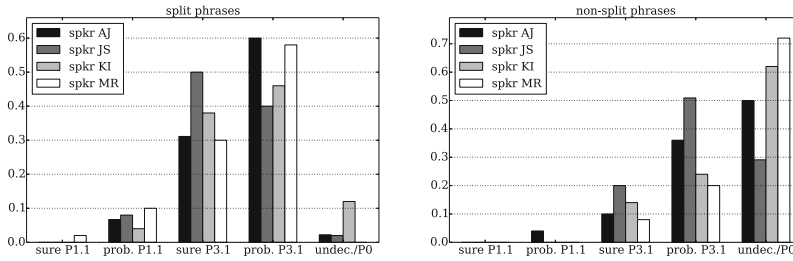 split phrases
spkr AJ
spkr JS
spkr KI
spkr MR
0.6
0.5
0.4
0.3
0.2
0.1
0.0
sure P1.1 prob. P1.1 sure P3.1 prob. P3.1 undec./P0
non-split phrases
spkr AJ
spkr JS
spkr KI
spkr MR
0.7
0.6
0.5
0.4
0.3
0.2
0.1
0.0
sure P1.1 prob. P1.1 sure P3.1 prob. P3.1 undec./P0